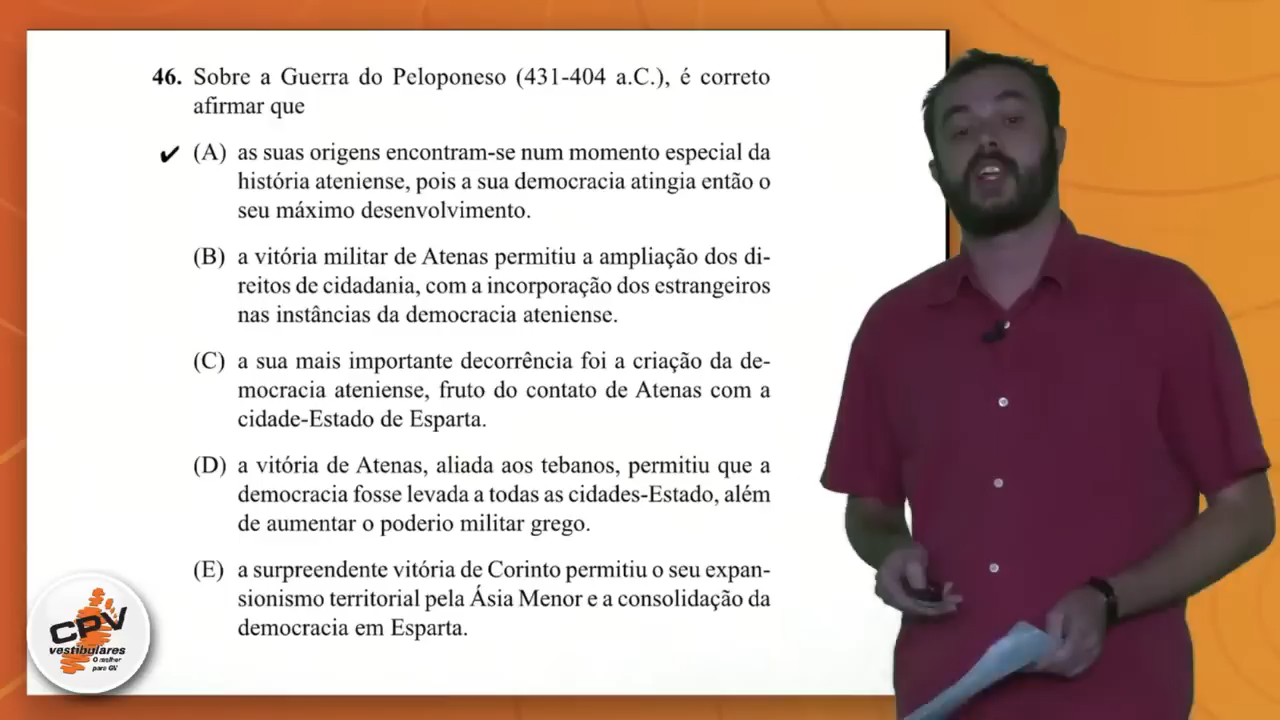 46. Sobre a Guerra do Peloponeso (431-404 a.C.), é correto
afirmar que
✔ (A) as suas origens encontram-se num momento especial da
história ateniense, pois a sua democracia atingia então o
seu máximo desenvolvimento.
(B) a vitória militar de Atenas permitiu a ampliação dos di-
reitos de cidadania, com a incorporação dos estrangeiros
nas instâncias da democracia ateniense.
(C) a sua mais importante decorrência foi a criação da de-
mocracia ateniense, fruto do contato de Atenas com a
cidade-Estado de Esparta.
(D) a vitória de Atenas, aliada aos tebanos, permitiu que a
democracia fosse levada a todas as cidades-Estado, além
de aumentar o poderio militar grego.
(E) a surpreendente vitória de Corinto permitiu o seu expan-
sionismo territorial pela Ásia Menor e a consolidação da
democracia em Esparta.
CPV
vestibulares
O melhor
para GV